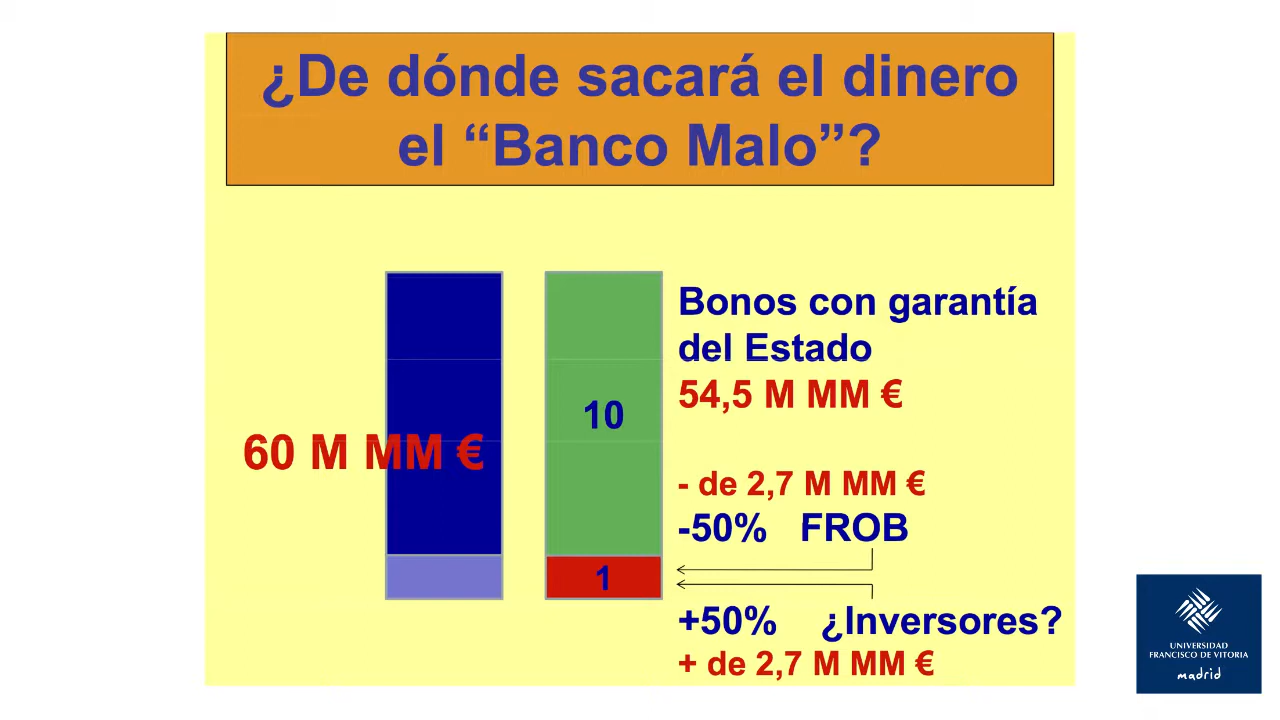 ¿De dónde sacará el dinero
el “Banco Malo”?
60 M MM €
10
1
Bonos con garantía
del Estado
54,5 M MM €
- de 2,7 M MM €
-50% FROB
+50% ¿Inversores?
+ de 2,7 M MM €
UNIVERSIDAD
FRANCISCO DE VITORIA
madrid